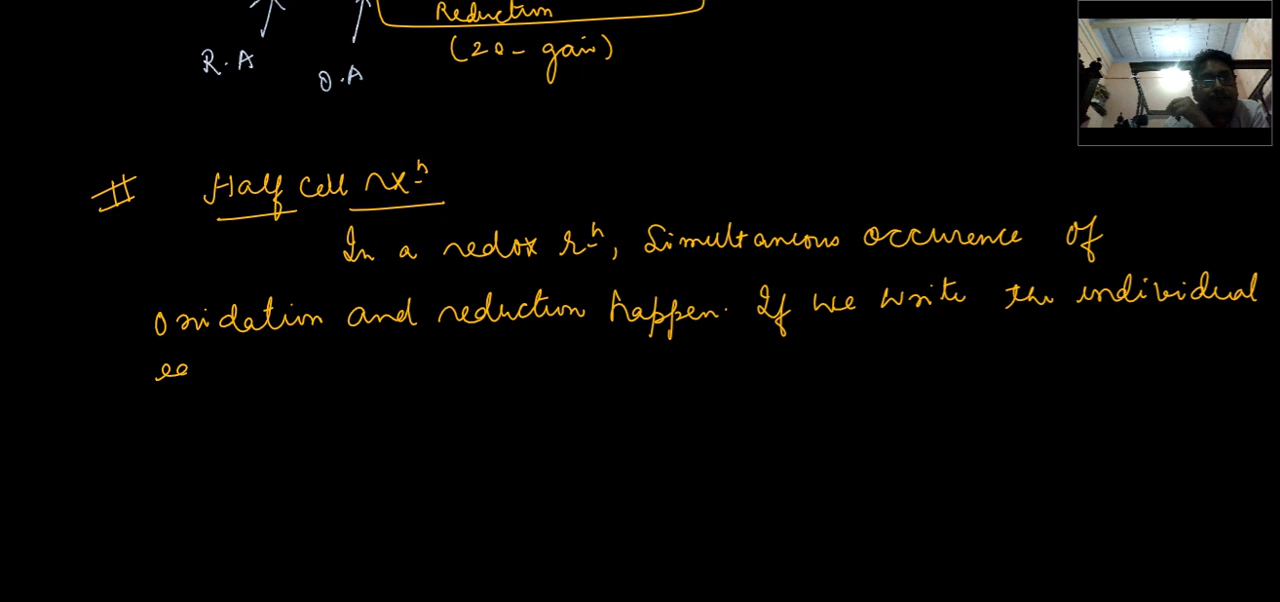 Reduction
(2e- gain)
R.A
O.A
# Half Cell rxn
In a redox rn, Simultaneous occurence of
oxidation and reduction happen. If we write the individual